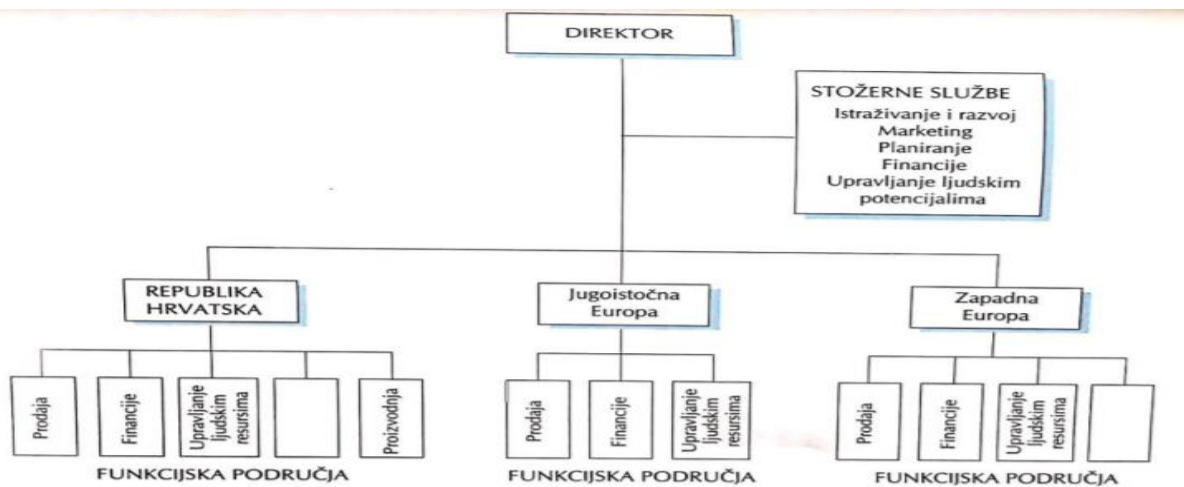 DIREKTOR
STOŽERNE SLUŽBE
Istraživanje i razvoj
Marketing
Planiranje
Financije
Upravljanje ljudskim
potencijalima
REPUBLIKA
HRVATSKA
Jugoistočna
Europa
Zapadna
Europa
Prodaja
Financije
Upravljanje
ljudskim
resursima
Proizvodnja
Prodaja
Financije
Upravljanje
ljudskim
resursima
Prodaja
Financije
Upravljanje
ljudskim
resursima
FUNKCIJSKA PODRUČJA
FUNKCIJSKA PODRUČJA
FUNKCIJSKA PODRUČJA